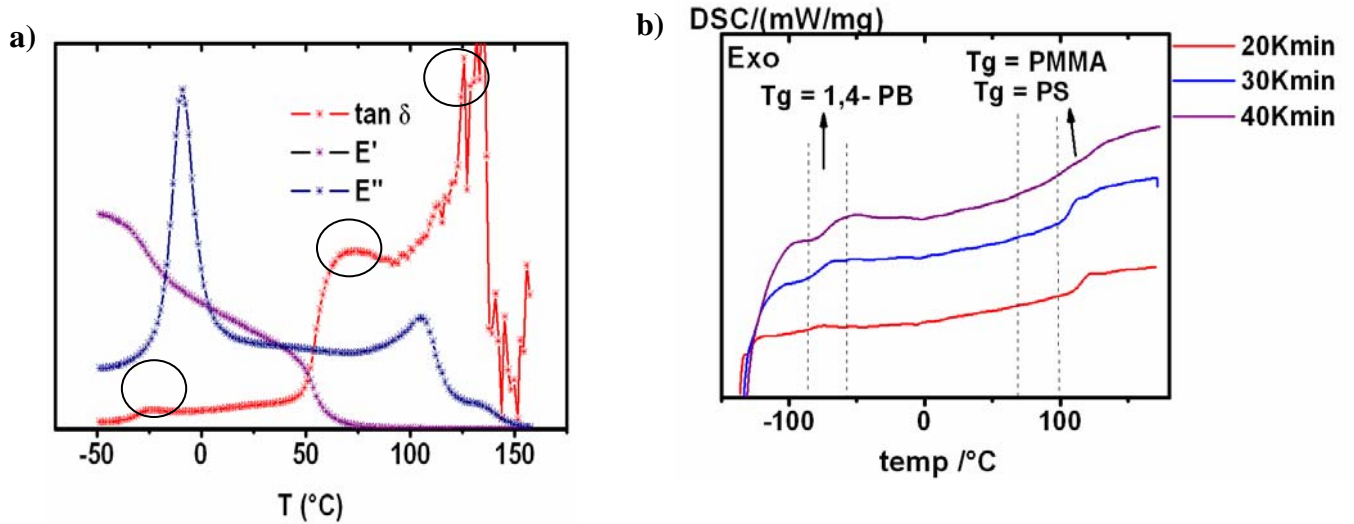 a)
tan δ
E'
E''
-50 0 50 100 150
T (°C)
b)
DSC/(mW/mg)
Exo
Tg = 1,4- PB
Tg = PMMA
Tg = PS
20Kmin
30Kmin
40Kmin
-100 0 100
temp /°C